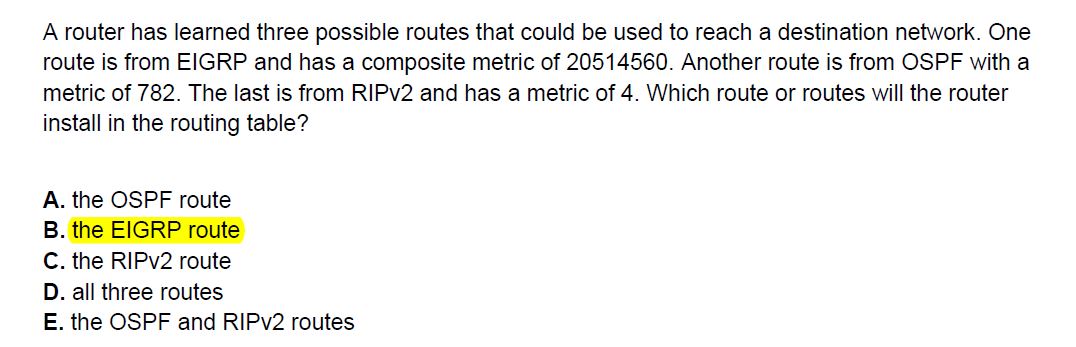 A router has learned three possible routes that could be used to reach a destination network. One
route is from EIGRP and has a composite metric of 20514560. Another route is from OSPF with a
metric of 782. The last is from RIPv2 and has a metric of 4. Which route or routes will the router
install in the routing table?
A. the OSPF route
B. the EIGRP route
C. the RIPv2 route
D. all three routes
E. the OSPF and RIPv2 routes